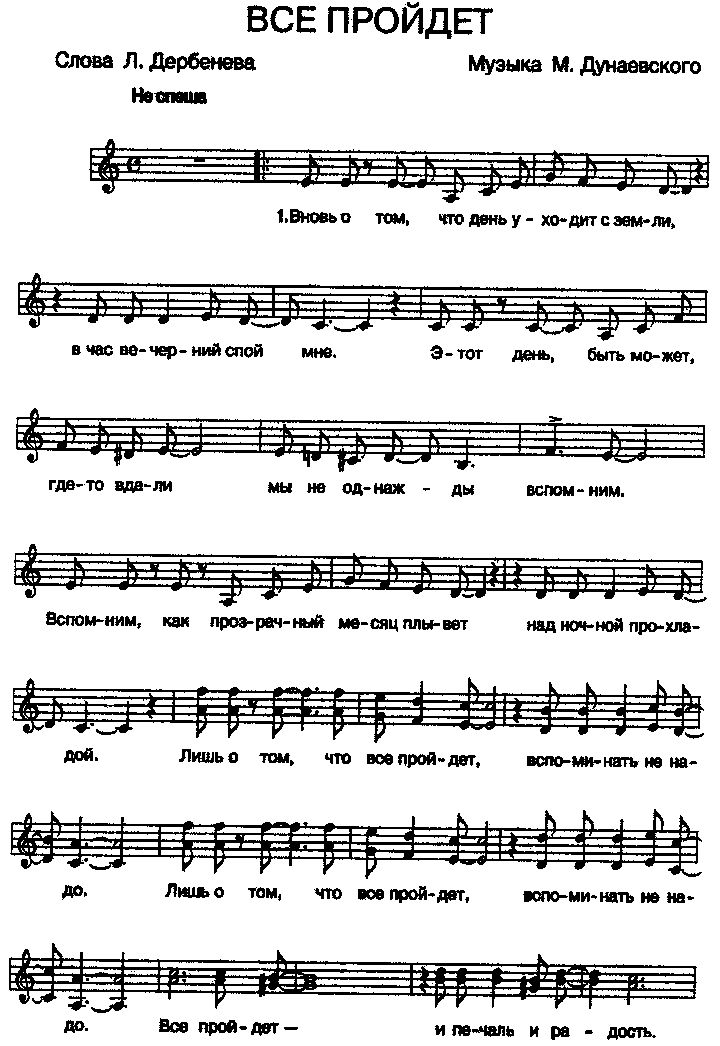 ВСЕ ПРОЙДЕТ
Слова Л. Дербенева
Музыка М. Дунаевского
Не спеша
1.Вновь о том, что день у - хо-дит с зем-ли,
в час ве-чер-ний спой мне. Э-тот день, быть мо-жет,
где-то вда-ли мы не од-наж - ды вспом-ним.
Вспом-ним, как проз-рач-ный ме-сяц плы-вет над ноч-ной про-хла-
дой. Лишь о том, что все прой-дет, вспо-ми-нать не на-
до. Лишь о том, что все прой-дет, вспо-ми-нать не на-
до. Все прой-дет — и пе-чаль и ра - дость.